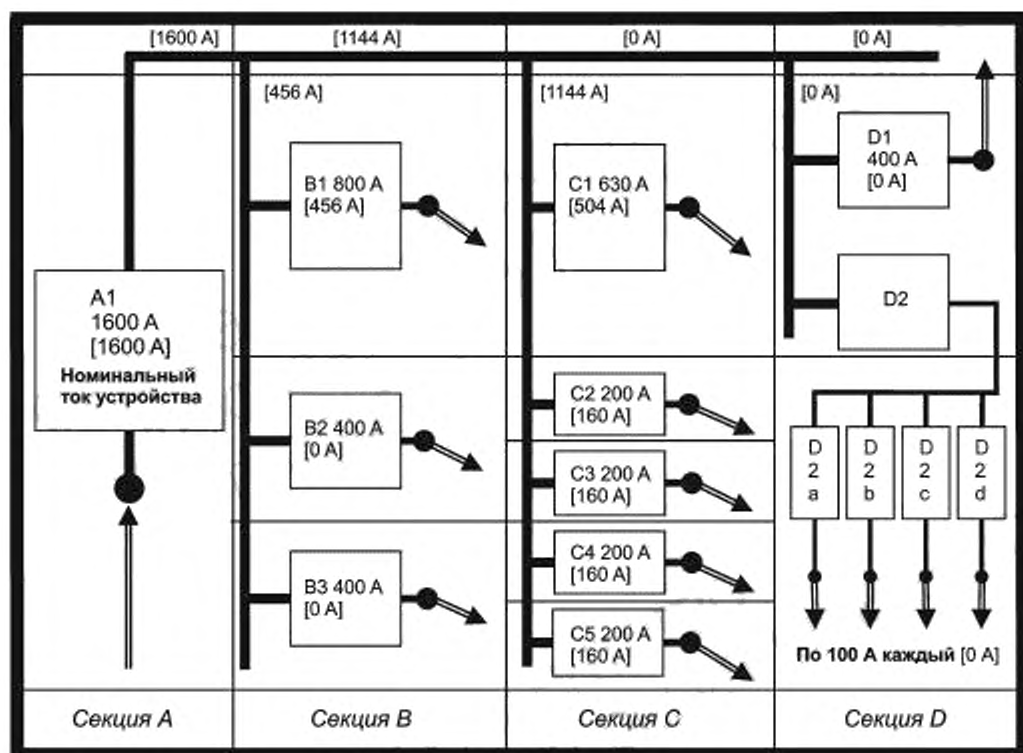 [1600 A]
[1144 A]
[0 A]
[0 A]
[456 A]
[1144 A]
[0 A]
A1
1600 A
[1600 A]
Номинальный
ток устройства
B1 800 A
[456 A]
B2 400 A
[0 A]
B3 400 A
[0 A]
C1 630 A
[504 A]
C2 200 A
[160 A]
C3 200 A
[160 A]
C4 200 A
[160 A]
C5 200 A
[160 A]
D1
400 A
[0 A]
D2
D
2
a
D
2
b
D
2
c
D
2
d
По 100 А каждый [0 A]
Секция A
Секция B
Секция C
Секция D